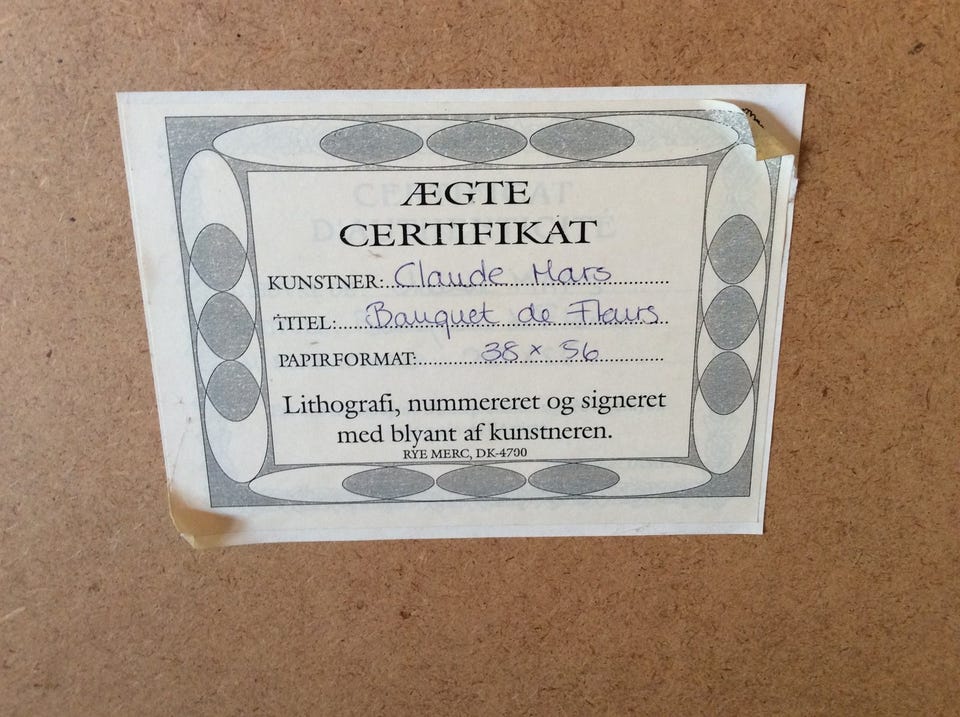 ÆGTE
CERTIFIKAT
KUNSTNER: Claude Mars
TITEL: Bauquet de Fleurs
PAPIRFORMAT: 38 x 56
Lithografi, nummereret og signeret
med blyant af kunstneren.
RYE MERC, DK-4700